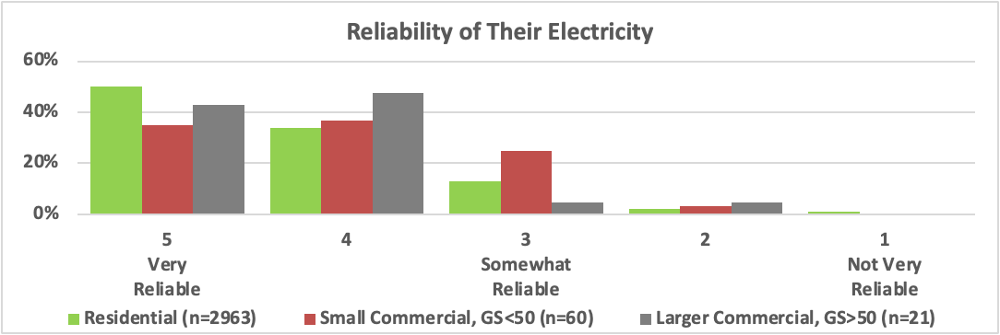 Reliability of Their Electricity
60%
40%
20%
0%
5 4 3 2 1
Very Somewhat Not Very
Reliable Reliable Reliable
Residential (n=2963) Small Commercial, GS<50 (n=60) Larger Commercial, GS>50 (n=21)